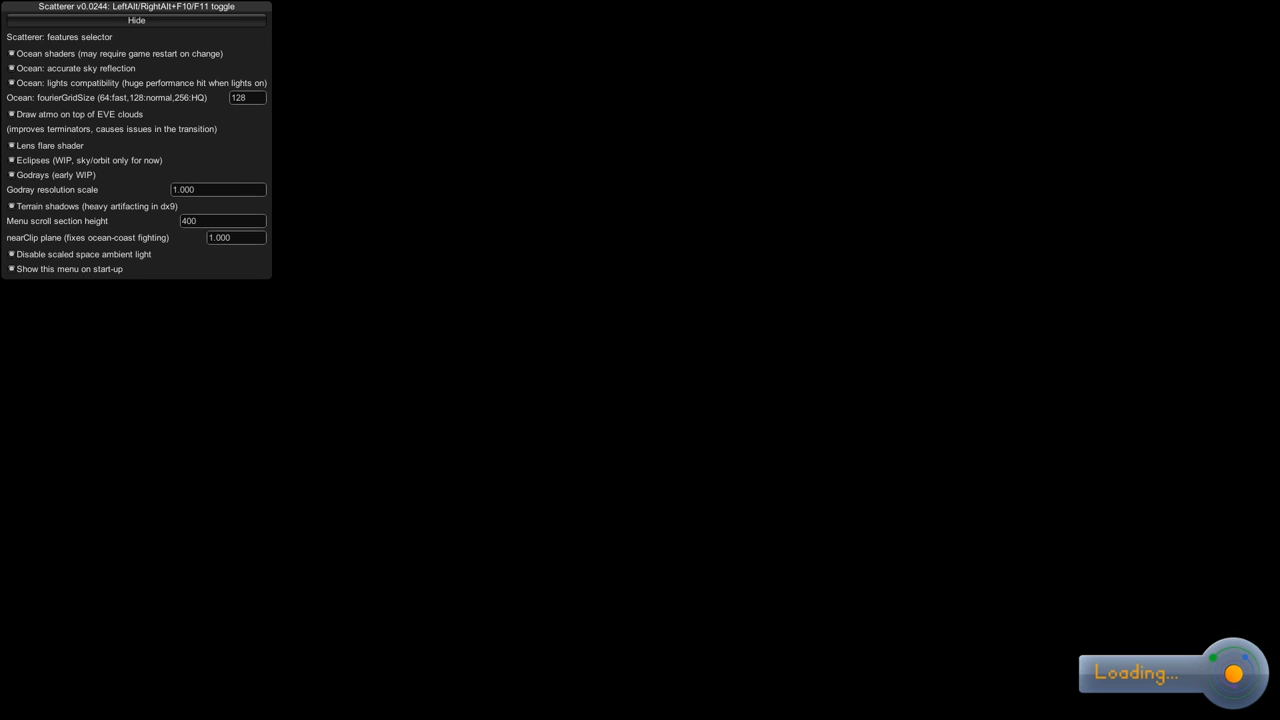 Scatterer v0.0244: LeftAlt/RightAlt+F10/F11 toggle
Hide
Scatterer: features selector
Ocean shaders (may require game restart on change)
Ocean: accurate sky reflection
Ocean: lights compatibility (huge performance hit when lights on)
Ocean: fourierGridSize (64:fast,128:normal,256:HQ) 128
Draw atmo on top of EVE clouds
(improves terminators, causes issues in the transition)
Lens flare shader
Eclipses (WIP, sky/orbit only for now)
Godrays (early WIP)
Godray resolution scale 1.000
Terrain shadows (heavy artifacting in dx9)
Menu scroll section height 400
nearClip plane (fixes ocean-coast fighting) 1.000
Disable scaled space ambient light
Show this menu on start-up
Loading...